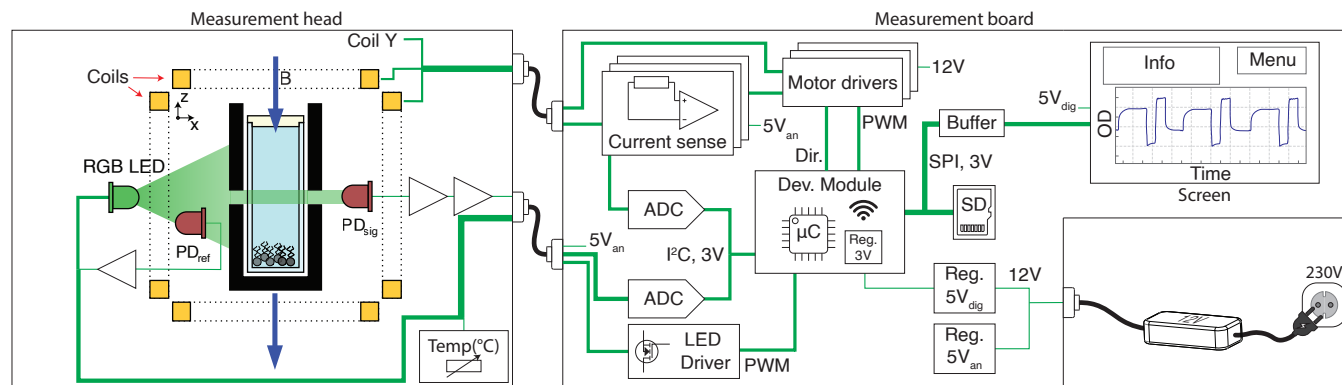 Measurement head
Coil Y
Coils
B
z
x
RGB LED
PD_sig
PD_ref
Temp(°C)
Measurement board
Motor drivers
12V
+
−
Current sense
5V_an
Dir.
PWM
Buffer
SPI, 3V
5V_dig
Info
Menu
OD
Time
Screen
Dev. Module
µC
Reg.
3V
SD
ADC
I²C, 3V
5V_an
ADC
LED
Driver
PWM
Reg.
5V_dig
12V
Reg.
5V_an
12V
230V